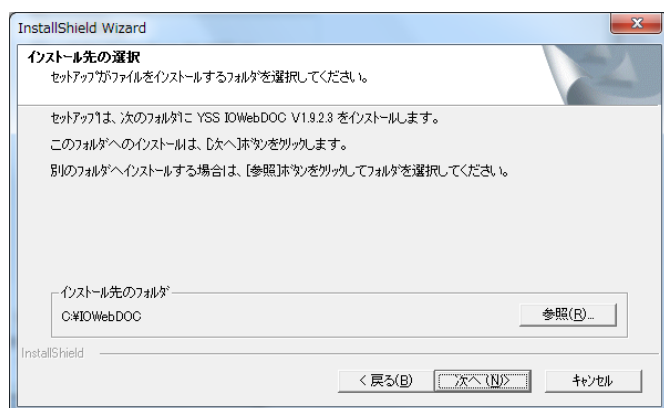 InstallShield Wizard
インストール先の選択
セットアップがファイルをインストールするフォルダを選択してください。
セットアップは、次のフォルダに YSS IOWebDOC V1.9.2.3 をインストールします。
このフォルダへのインストールは、[次へ]ボタンをクリックします。
別のフォルダへインストールする場合は、[参照]ボタンをクリックしてフォルダを選択してください。
インストール先のフォルダ
C:¥IOWebDOC
参照(R)...
InstallShield
< 戻る(B)
次へ(N)>
キャンセル